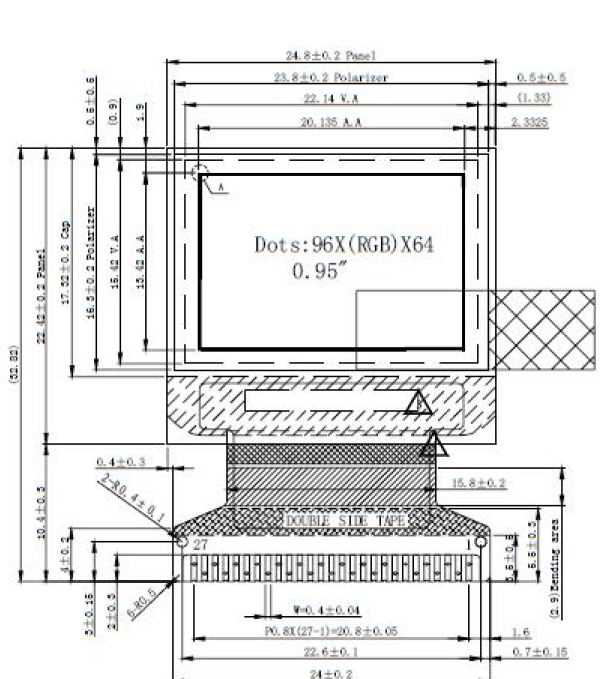 24.8±0.2 Panel
23.8±0.2 Polarizer
0.5±0.5
22.14 V.A
(1.33)
20.135 A.A
2.3325
0.6±0.6
(0.9)
1.9
A
Dots:96X(RGB)X64
0.95"
(52.82)
22.42±0.2 Panel
17.52±0.2 Cap
16.5±0.2 Polarizer
15.42 V.A
13.42 A.A
0.4±0.3
2-R0.4±0.1
15.8±0.2
10.4±0.5
4±0.2
DOUBLE SIDE TAPE
27
1
6.6±0.5
(2.9)Bending area
3±0.16
2±0.5
6-R0.5
W=0.4±0.04
P0.8X(27-1)=20.8±0.05
1.6
22.6±0.1
0.7±0.15
24±0.2